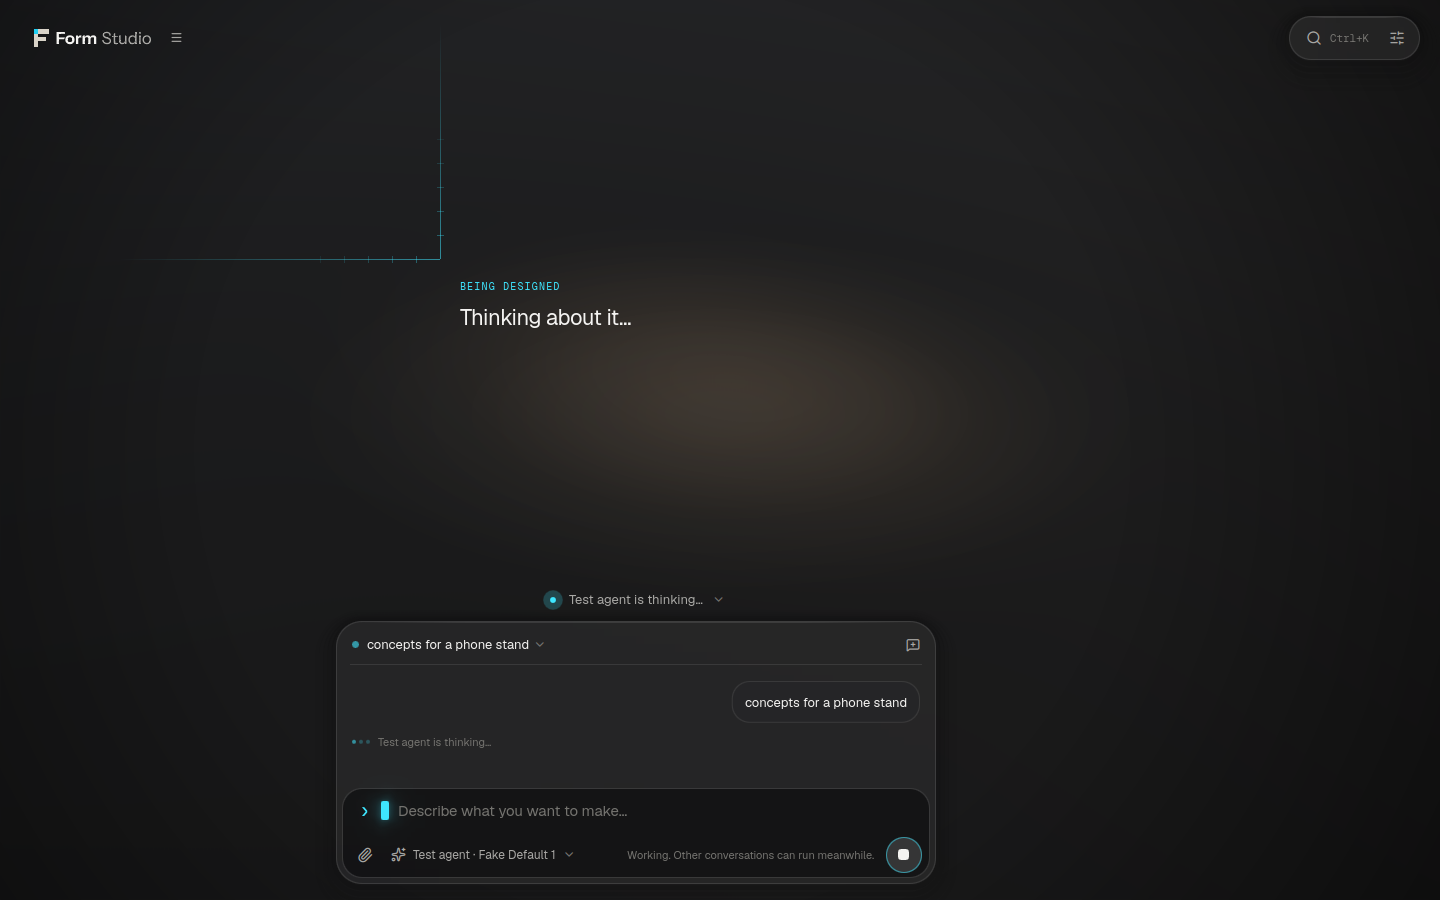 Form Studio
Ctrl+K
BEING DESIGNED
Thinking about it...
Test agent is thinking...
concepts for a phone stand
concepts for a phone stand
Test agent is thinking...
Describe what you want to make...
Test agent · Fake Default 1
Working. Other conversations can run meanwhile.